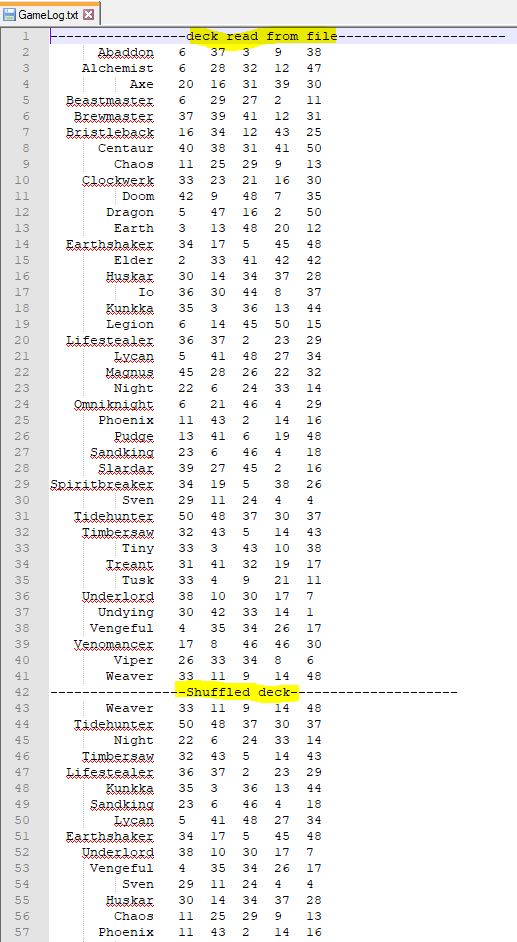 GameLog.txt
1 ------------------deck read from file----------------------
2 Abaddon 6 37 3 9 38
3 Alchemist 6 28 32 12 47
4 Axe 20 16 31 39 30
5 Beastmaster 6 29 27 2 11
6 Brewmaster 37 39 41 12 31
7 Bristleback 16 34 12 43 25
8 Centaur 40 38 31 41 50
9 Chaos 11 25 29 9 13
10 Clockwerk 33 23 21 16 30
11 Doom 42 9 48 7 35
12 Dragon 5 47 16 2 50
13 Earth 3 13 48 20 12
14 Earthshaker 34 17 5 45 48
15 Elder 2 33 41 42 42
16 Huskar 30 14 34 37 28
17 Io 36 30 44 8 37
18 Kunkka 35 3 36 13 44
19 Legion 6 14 45 50 15
20 Lifestealer 36 37 2 23 29
21 Lycan 5 41 48 27 34
22 Magnus 45 28 26 22 32
23 Night 22 6 24 33 14
24 Omniknight 6 21 46 4 29
25 Phoenix 11 43 2 14 16
26 Pudge 13 41 6 19 48
27 Sandking 23 6 46 4 18
28 Slardar 39 27 45 2 16
29 Spiritbreaker 34 19 5 38 26
30 Sven 29 11 24 4 4
31 Tidehunter 50 48 37 30 37
32 Timbersaw 32 43 5 14 43
33 Tiny 33 3 43 10 38
34 Treant 31 41 32 19 17
35 Tusk 33 4 9 21 11
36 Underlord 38 10 30 17 7
37 Undying 30 42 33 14 1
38 Vengeful 4 35 34 26 17
39 Venomancer 17 8 46 46 30
40 Viper 26 33 34 8 6
41 Weaver 33 11 9 14 48
42 ------------------Shuffled deck----------------------
43 Weaver 33 11 9 14 48
44 Tidehunter 50 48 37 30 37
45 Night 22 6 24 33 14
46 Timbersaw 32 43 5 14 43
47 Lifestealer 36 37 2 23 29
48 Kunkka 35 3 36 13 44
49 Sandking 23 6 46 4 18
50 Lycan 5 41 48 27 34
51 Earthshaker 34 17 5 45 48
52 Underlord 38 10 30 17 7
53 Vengeful 4 35 34 26 17
54 Sven 29 11 24 4 4
55 Huskar 30 14 34 37 28
56 Chaos 11 25 29 9 13
57 Phoenix 11 43 2 14 16